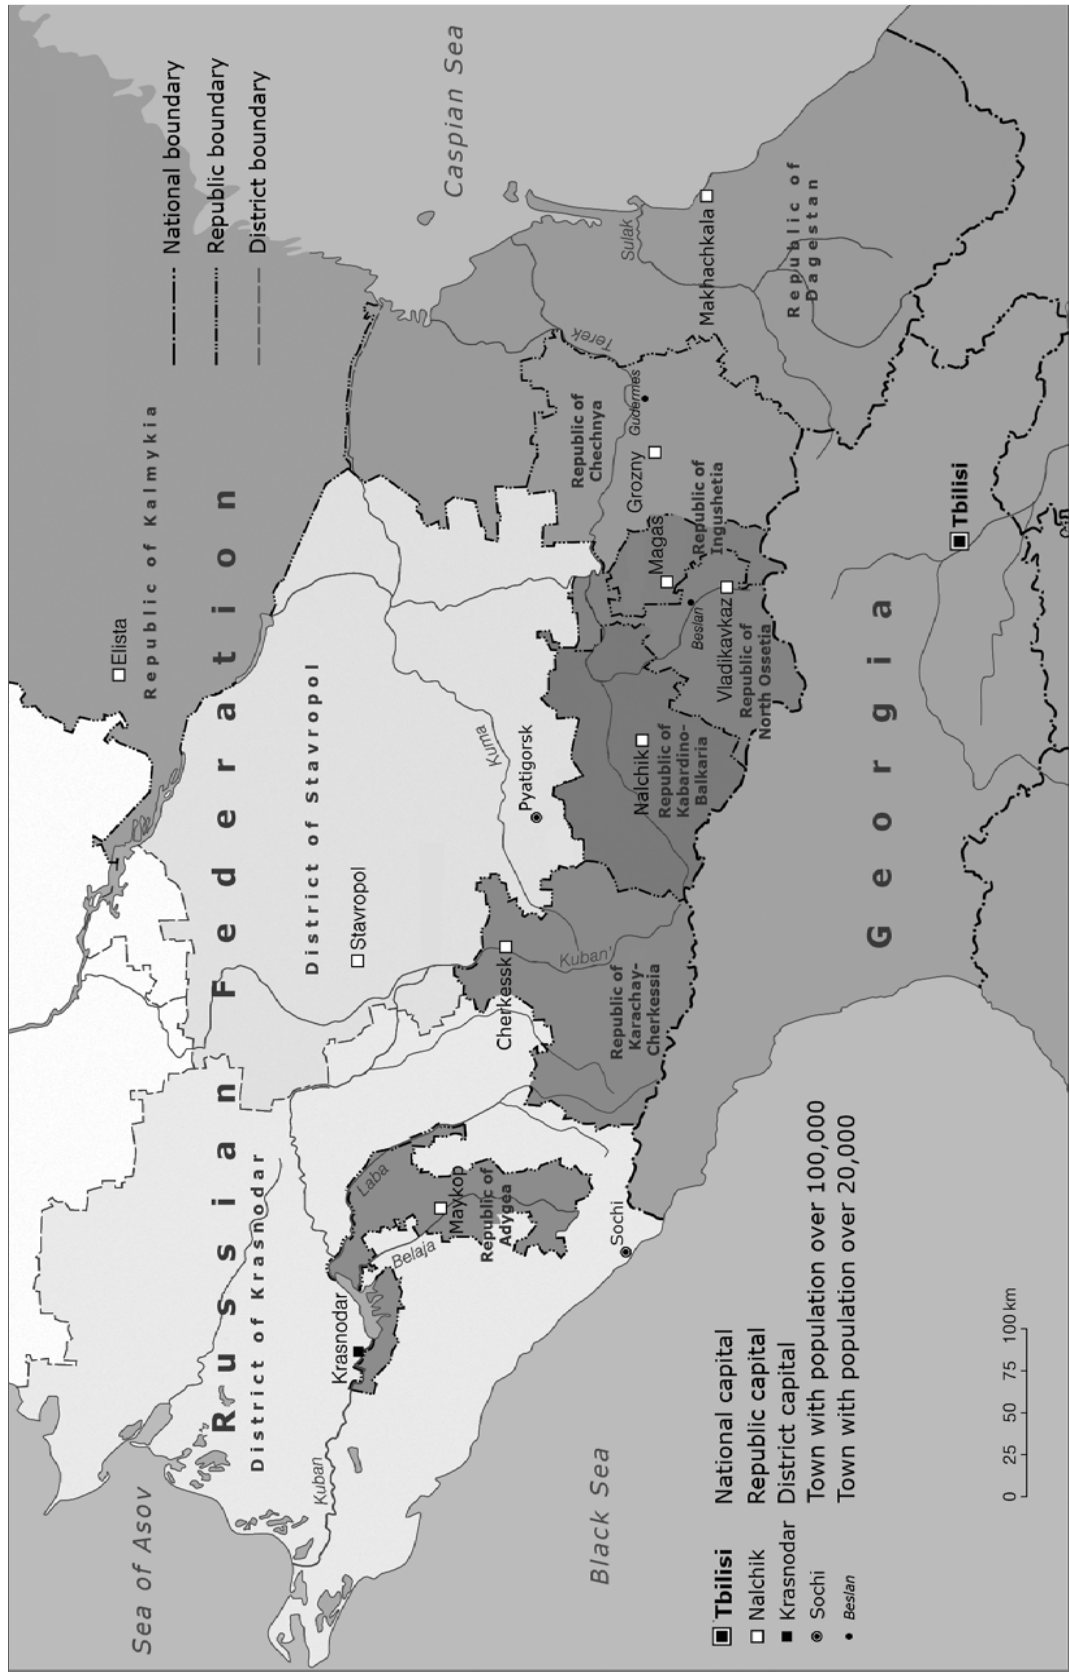 Sea of Asov
Caspian Sea
Black Sea
Russian Federation
Georgia
National boundary
Republic boundary
District boundary
Republic of Kalmykia
Elista
District of Krasnodar
District of Stavropol
Stavropol
Krasnodar
Kuban
Laba
Belaja
Maykop
Republic of
Adygea
Sochi
Cherkessk
Kuban'
Republic of
Karachay-
Cherkessia
Kuma
Pyatigorsk
Nalchik
Republic of
Kabardino-
Balkaria
Vladikavkaz
Republic of
North Ossetia
Beslan
Magas
Republic of
Ingushetia
Grozny
Gudermes
Republic of
Chechnya
Terek
Sulak
Makhachkala
Republic of
Dagestan
Tbilisi
Tbilisi National capital
Nalchik Republic capital
Krasnodar District capital
Sochi Town with population over 100,000
Beslan Town with population over 20,000
0 25 50 75 100 km